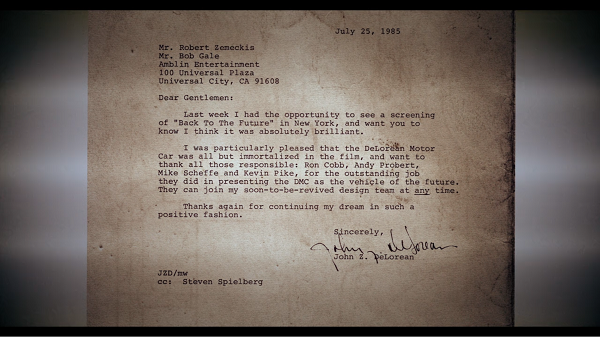 July 25, 1985
Mr. Robert Zemeckis
Mr. Bob Gale
Amblin Entertainment
100 Universal Plaza
Universal City, CA 91608
Dear Gentlemen:
Last week I had the opportunity to see a screening
of "Back To The Future" in New York, and want you to
know I think it was absolutely brilliant.
I was particularly pleased that the DeLorean Motor
Car was all but immortalized in the film, and want to
thank all those responsible: Ron Cobb, Andy Probert,
Mike Scheffe and Kevin Pike, for the outstanding job
they did in presenting the DMC as the vehicle of the future.
They can join my soon-to-be-revived design team at any time.
Thanks again for continuing my dream in such a
positive fashion.
Sincerely,
John Z. DeLorean
John Z. DeLorean
JZD/mw
cc: Steven Spielberg